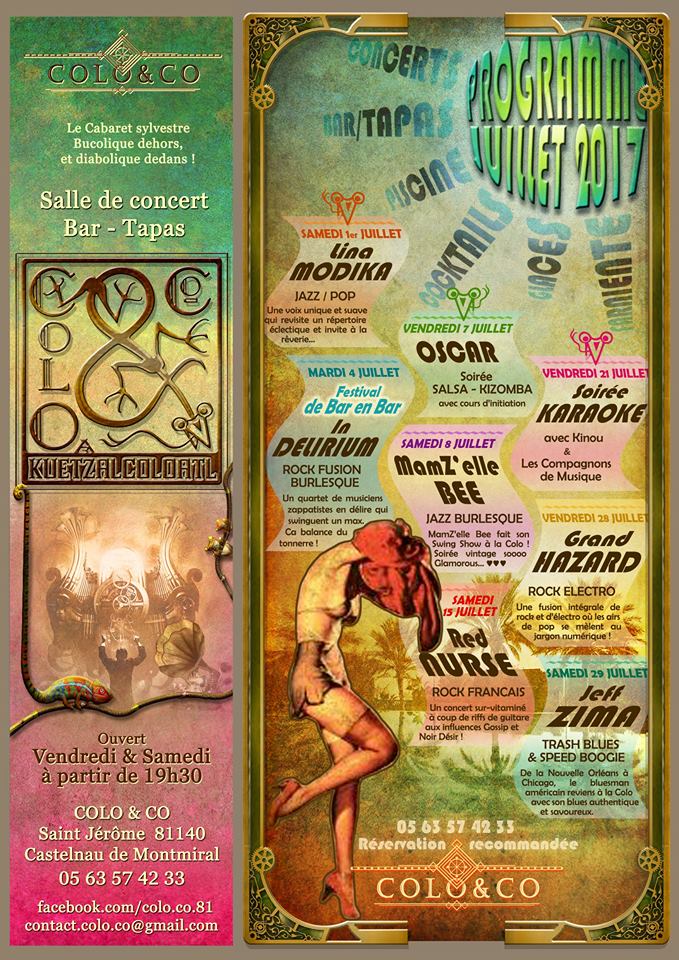 COLO&CO
Le Cabaret sylvestre
Bucolique dehors,
et diabolique dedans !
Salle de concert
Bar - Tapas
COLO
&
CO
KUETZALCOLOATL
Ouvert
Vendredi & Samedi
à partir de 19h30
COLO & CO
Saint Jérôme 81140
Castelnau de Montmiral
05 63 57 42 33
facebook.com/colo.co.81
contact.colo.co@gmail.com
PROGRAMME
JUILLET 2017
CONCERTS
BAR/TAPAS
PISCINE
COCKTAILS
GLACES
SAMEDI 1er JUILLET
Lina
MODIKA
JAZZ / POP
Une voix unique et suave
qui revisite un répertoire
éclectique et invite à la
rêverie...
MARDI 4 JUILLET
Festival
de Bar en Bar
In
DELIRIUM
ROCK FUSION
BURLESQUE
Un quartet de musiciens
zappatistes en délire qui
swinguent un max.
Ca balance du
tonnerre !
VENDREDI 7 JUILLET
OSCAR
Soirée
SALSA - KIZOMBA
avec cours d'initiation
SAMEDI 8 JUILLET
MamZ'elle
BEE
JAZZ BURLESQUE
MamZ'elle Bee fait son
Swing Show à la Colo !
Soirée vintage soooo
Glamorous... ♥♥♥
SAMEDI
15 JUILLET
Red
NURSE
ROCK FRANCAIS
Un concert sur-vitaminé
à coup de riffs de guitare
aux influences Gossip et
Noir Désir !
VENDREDI 21 JUILLET
Soirée
KARAOKE
avec Kinou
&
Les Compagnons
de Musique
VENDREDI 28 JUILLET
Grand
HAZARD
ROCK ELECTRO
Une fusion intégrale de
rock et d'électro où les airs
de pop se mêlent au
jargon numérique !
SAMEDI 29 JUILLET
Jeff
ZIMA
TRASH BLUES
& SPEED BOOGIE
De la Nouvelle Orléans à
Chicago, le bluesman
américain reviens à la Colo
avec son blues authentique
et savoureux.
05 63 57 42 33
Réservation recommandée
COLO&CO